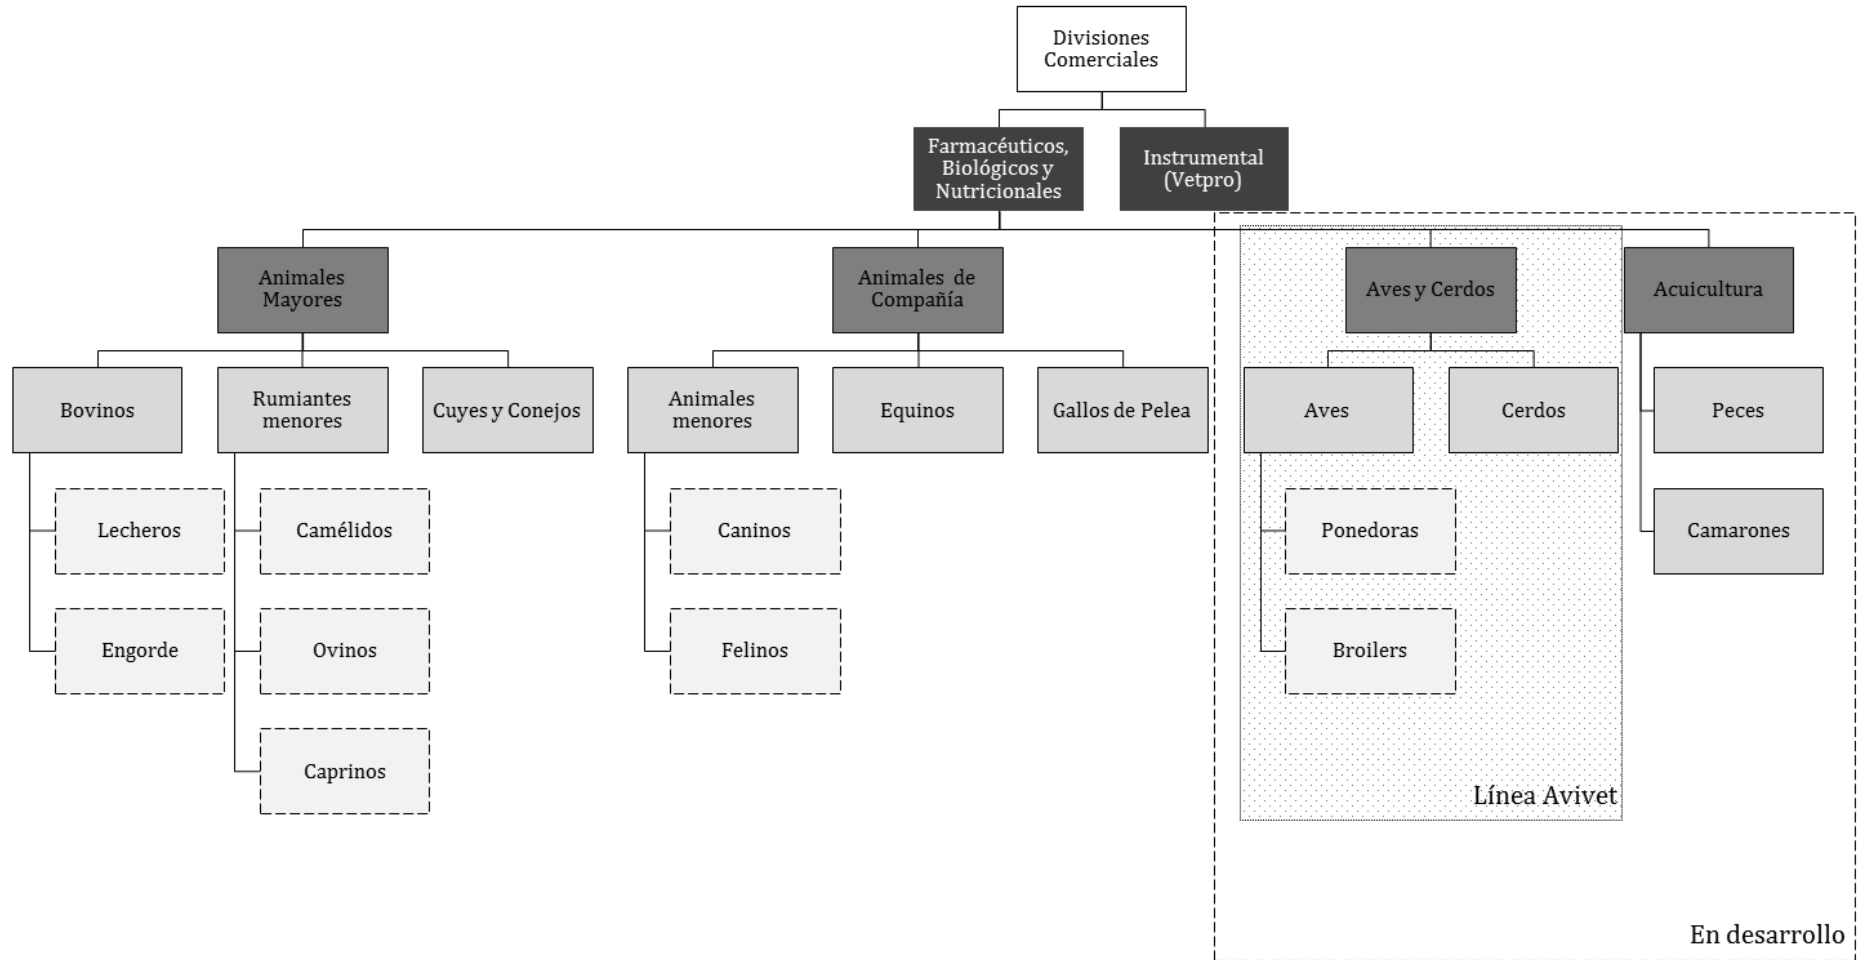 Divisiones
Comerciales
Farmacéuticos,
Biológicos y
Nutricionales
Instrumental
(Vetpro)
Animales
Mayores
Animales de
Compañía
Aves y Cerdos
Acuicultura
Bovinos
Rumiantes
menores
Cuyes y Conejos
Animales
menores
Equinos
Gallos de Pelea
Aves
Cerdos
Peces
Lecheros
Camélidos
Caninos
Ponedoras
Camarones
Engorde
Ovinos
Felinos
Broilers
Caprinos
Línea Avivet
En desarrollo